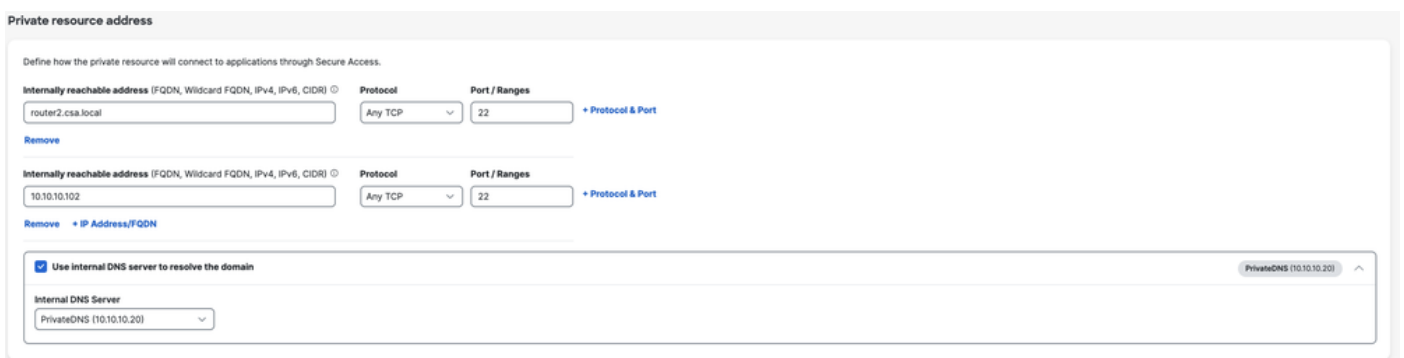 Private resource address
Define how the private resource will connect to applications through Secure Access.
Internally reachable address (FQDN, Wildcard FQDN, IPv4, IPv6, CIDR) Protocol Port / Ranges
router2.csa.local Any TCP 22 + Protocol & Port
Remove
Internally reachable address (FQDN, Wildcard FQDN, IPv4, IPv6, CIDR) Protocol Port / Ranges
10.10.10.102 Any TCP 22 + Protocol & Port
Remove + IP Address/FQDN
Use internal DNS server to resolve the domain PrivateDNS (10.10.10.20)
Internal DNS Server
PrivateDNS (10.10.10.20)